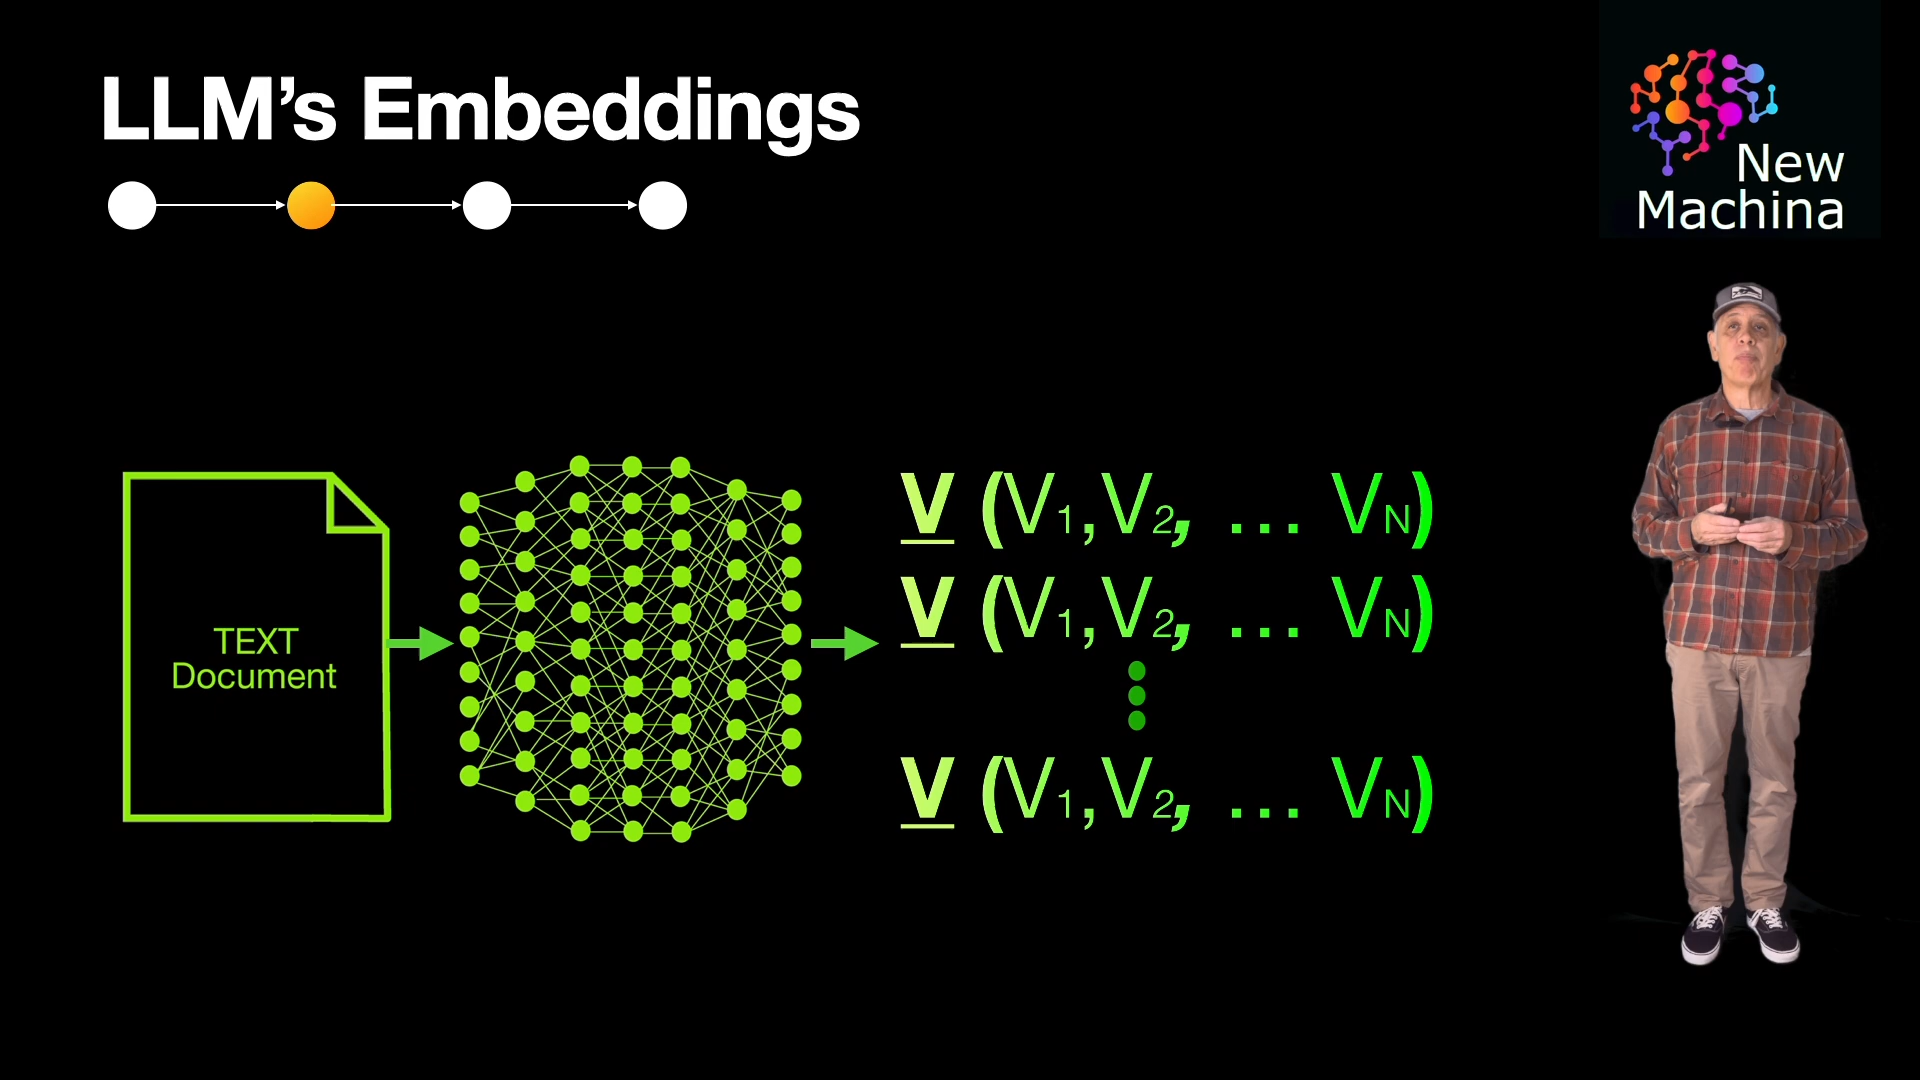 LLM’s Embeddings
New
Machina
TEXT
Document
V (V1,V2, ... VN)
V (V1,V2, ... VN)
V (V1,V2, ... VN)